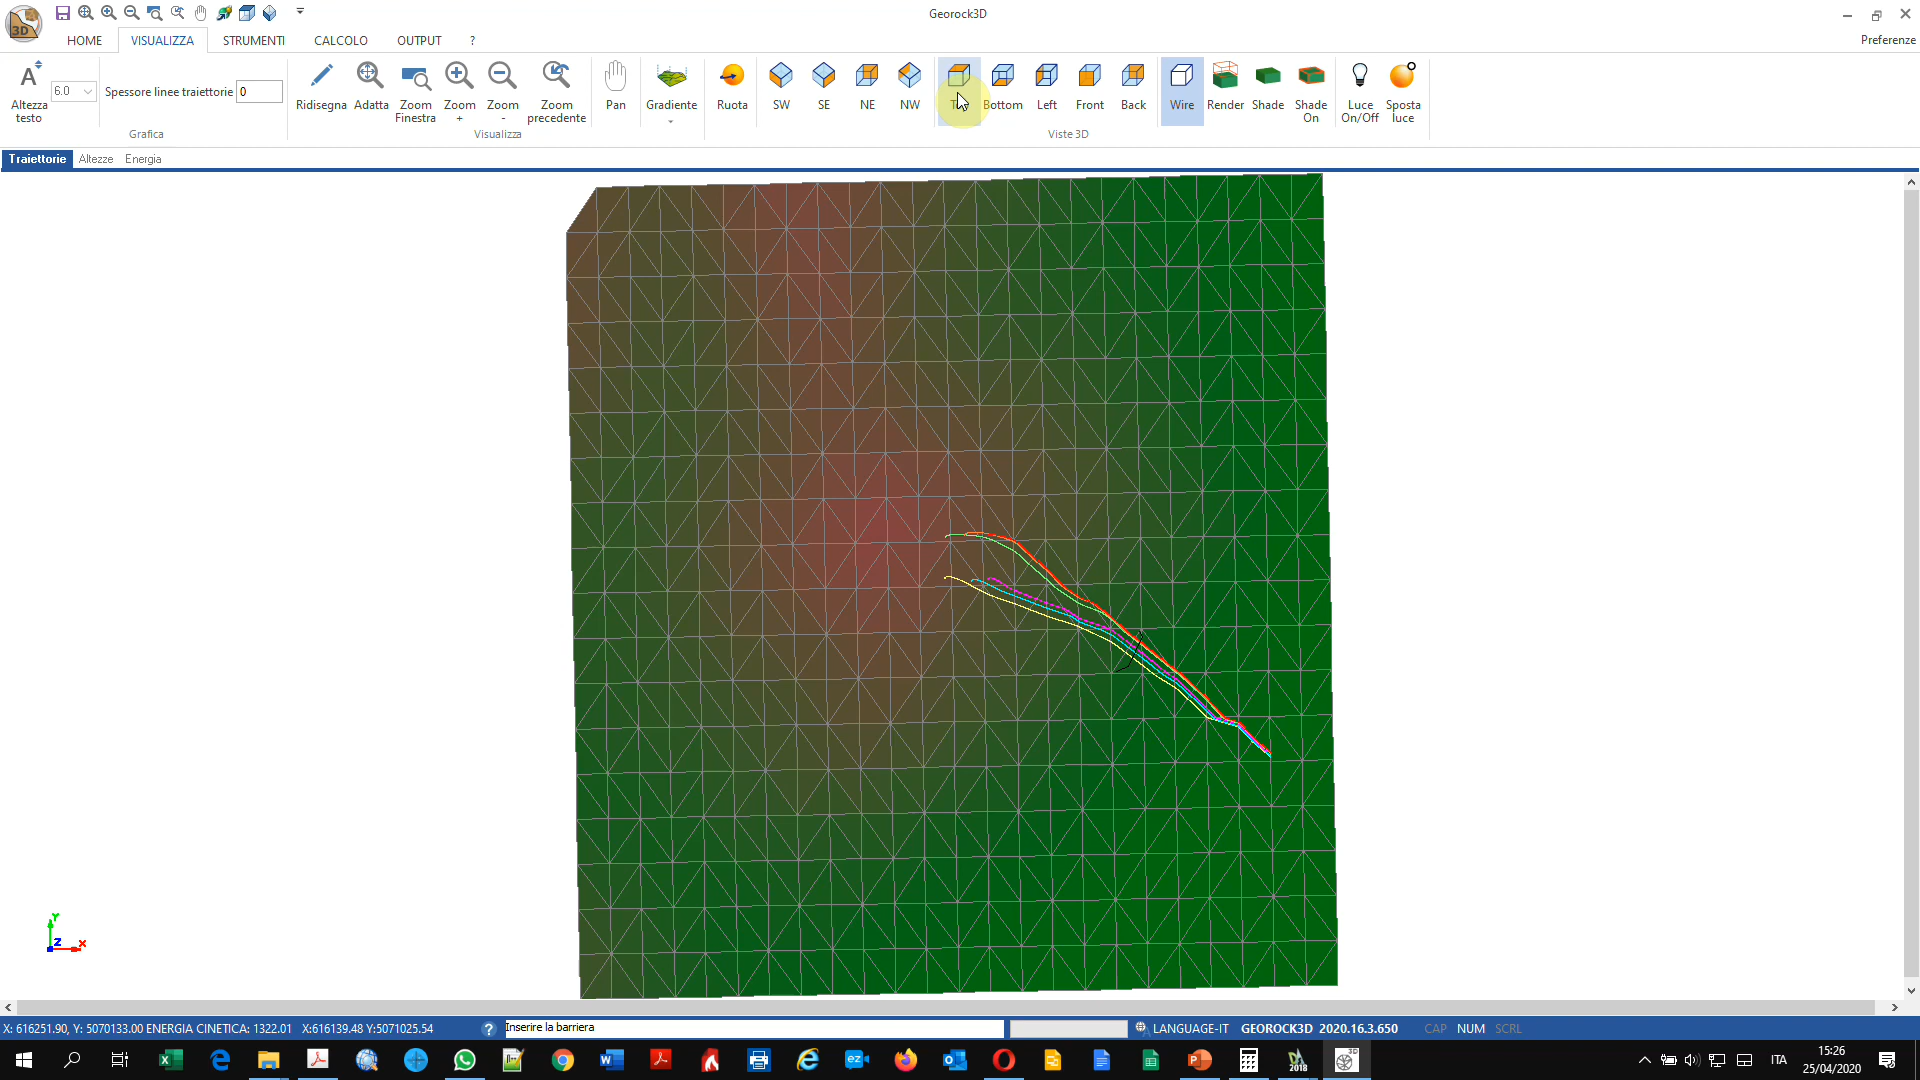 Georock3D
HOME VISUALIZZA STRUMENTI CALCOLO OUTPUT ?
Preferenze
Altezza testo
6.0
Spessore linee traiettorie 0
Grafica
Ridisegna Adatta Zoom Finestra Zoom + Zoom - Zoom precedente
Visualizza
Pan
Gradiente
Ruota
SW SE NE NW
Bottom Left Front Back
Viste 3D
Wire Render Shade Shade On
Luce On/Off Sposta luce
Traiettorie Altezze Energia
Y
Z X
X: 616251.90, Y: 5070133.00 ENERGIA CINETICA: 1322.01 X:616139.48 Y:5071025.54
Inserire la barriera
LANGUAGE-IT GEOROCK3D 2020.16.3.650 CAP NUM SCRL
ITA
15:26
25/04/2020